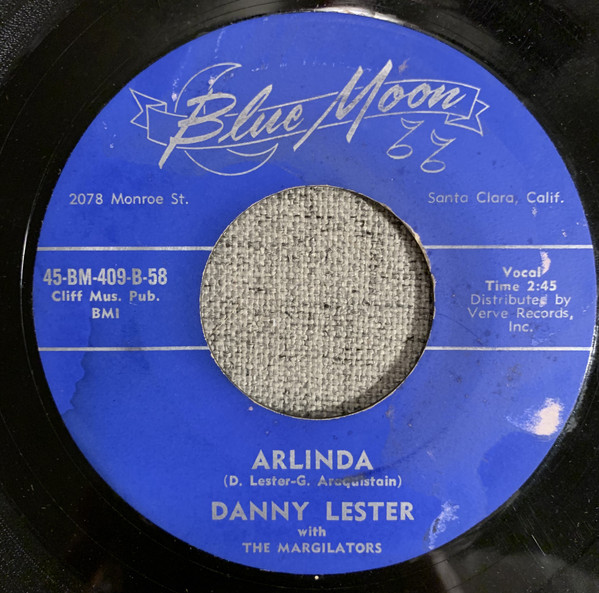 Blue Moon
2078 Monroe St.
Santa Clara, Calif.
45-BM-409-B-58
Cliff Mus. Pub.
BMI
Vocal
Time 2:45
Distributed by
Verve Records,
Inc.
ARLINDA
(D. Lester-G. Araquistain)
DANNY LESTER
with
THE MARGILATORS